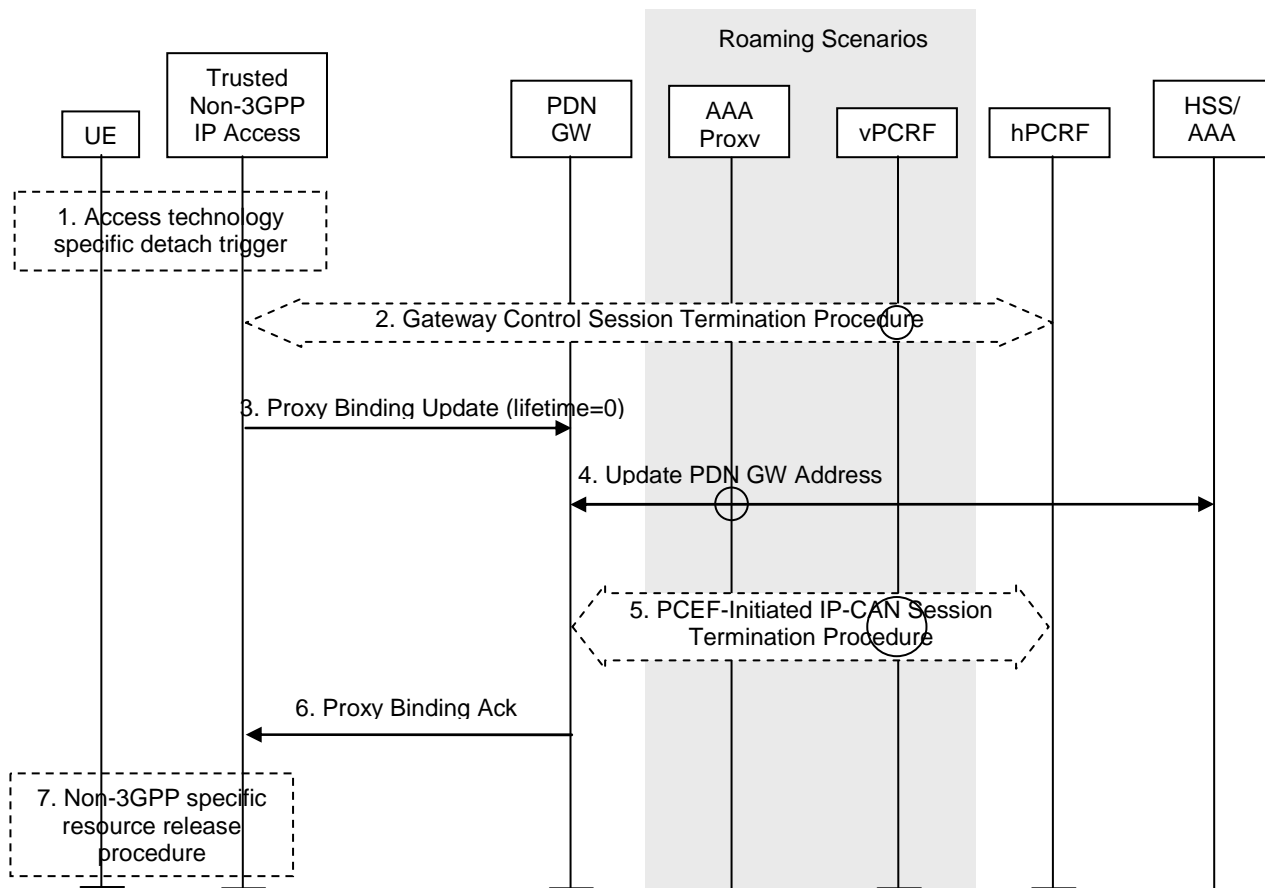 Roaming Scenarios
UE
Trusted
Non-3GPP
IP Access
PDN
GW
AAA
Proxy
vPCRF
hPCRF
HSS/
AAA
1. Access technology
specific detach trigger
2. Gateway Control Session Termination Procedure
3. Proxy Binding Update (lifetime=0)
4. Update PDN GW Address
5. PCEF-Initiated IP-CAN Session
Termination Procedure
6. Proxy Binding Ack
7. Non-3GPP specific
resource release
procedure